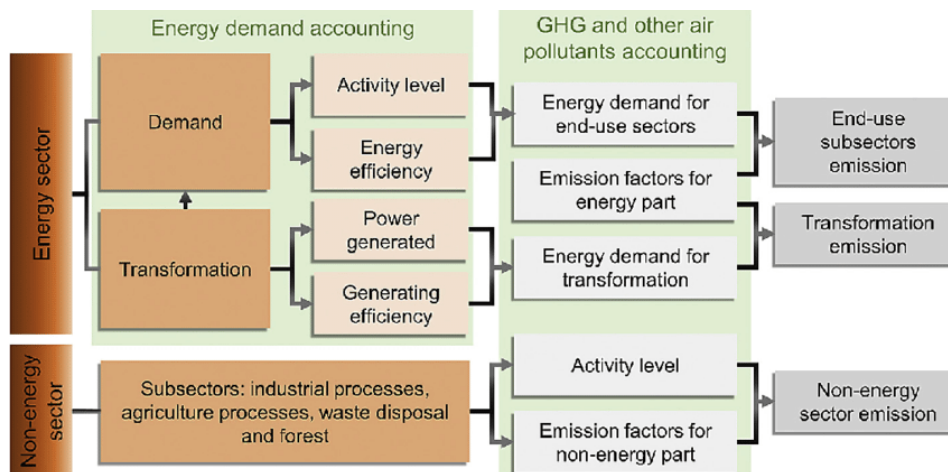 Energy demand accounting
GHG and other air
pollutants accounting
Energy sector
Demand
Transformation
Activity level
Energy
efficiency
Power
generated
Generating
efficiency
Energy demand for
end-use sectors
Emission factors for
energy part
Energy demand for
transformation
End-use
subsectors
emission
Transformation
emission
Non-energy
sector
Subsectors: industrial processes,
agriculture processes, waste disposal
and forest
Activity level
Emission factors for
non-energy part
Non-energy
sector emission